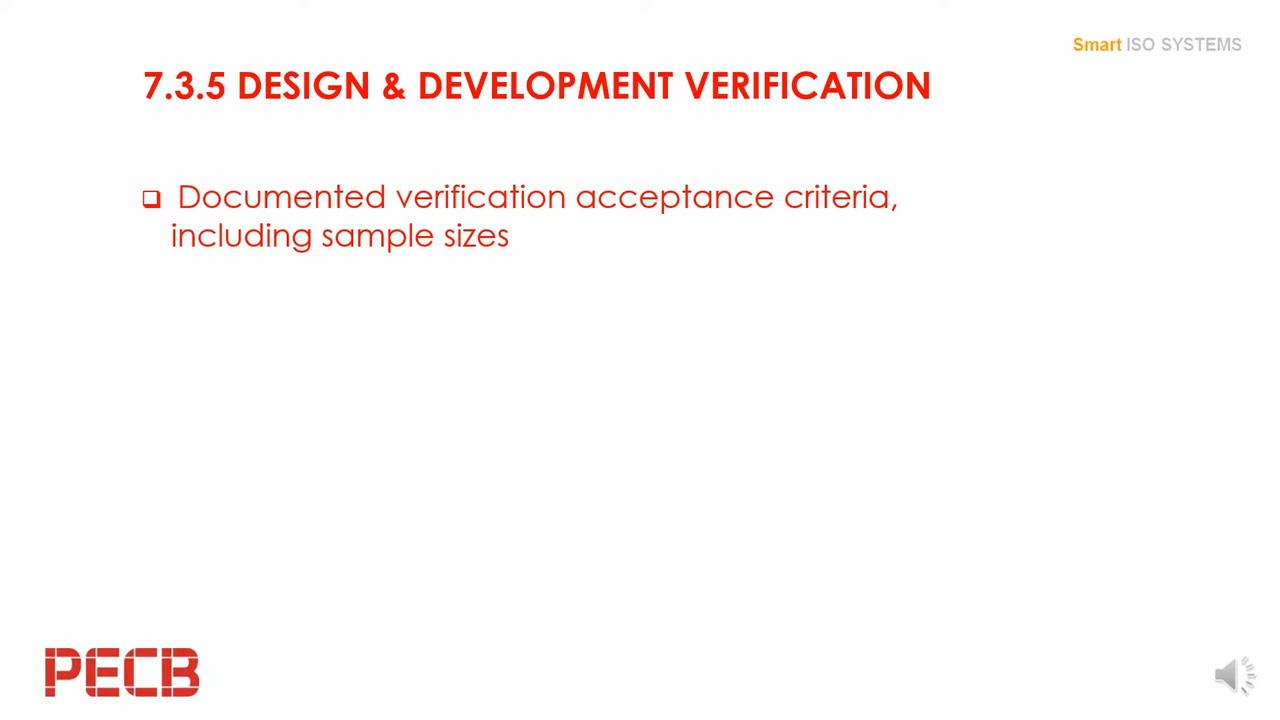 Smart ISO SYSTEMS
7.3.5 DESIGN & DEVELOPMENT VERIFICATION
Documented verification acceptance criteria,
including sample sizes
PECB